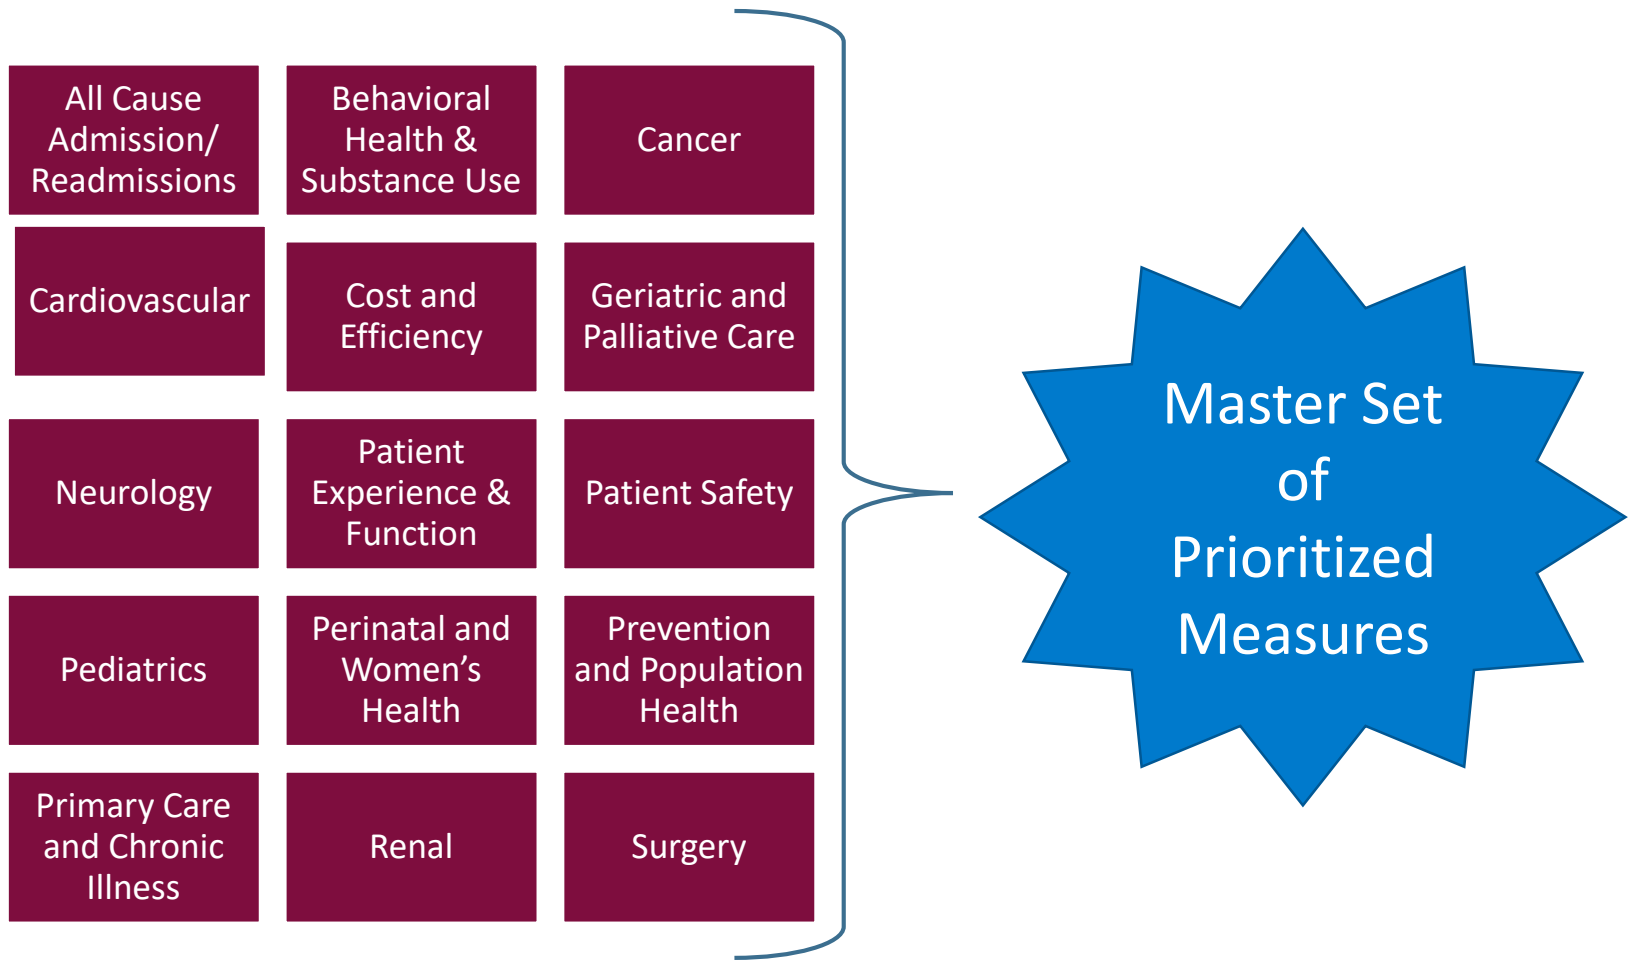 All Cause
Admission/
Readmissions
Behavioral
Health &
Substance Use
Cancer
Cardiovascular
Cost and
Efficiency
Geriatric and
Palliative Care
Neurology
Patient
Experience &
Function
Patient Safety
Pediatrics
Perinatal and
Women’s
Health
Prevention
and Population
Health
Primary Care
and Chronic
Illness
Renal
Surgery
Master Set
of
Prioritized
Measures